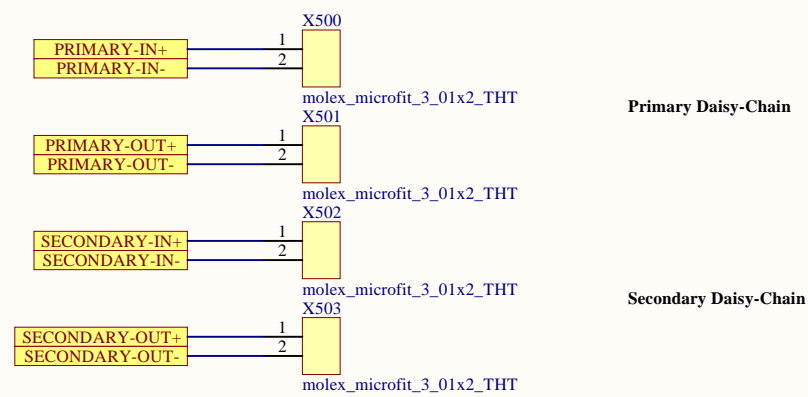 X500
PRIMARY-IN+ 1
PRIMARY-IN- 2
molex_microfit_3_01x2_THT
Primary Daisy-Chain
X501
PRIMARY-OUT+ 1
PRIMARY-OUT- 2
molex_microfit_3_01x2_THT
X502
SECONDARY-IN+ 1
SECONDARY-IN- 2
molex_microfit_3_01x2_THT
Secondary Daisy-Chain
X503
SECONDARY-OUT+ 1
SECONDARY-OUT- 2
molex_microfit_3_01x2_THT